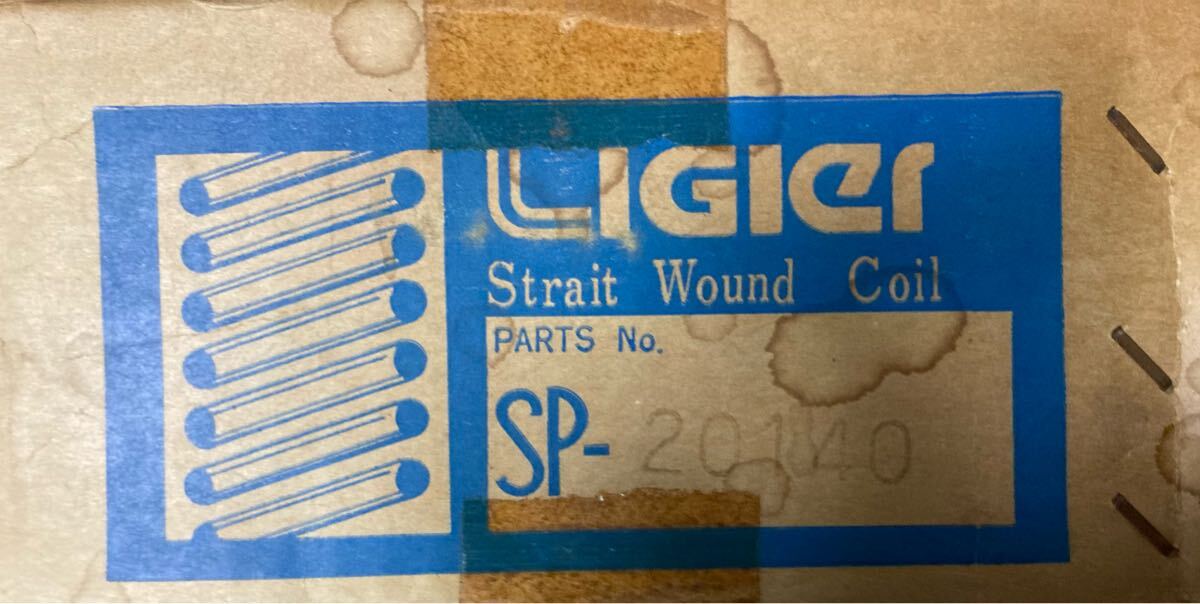 LIGIer
Strait Wound Coil
PARTS No.
SP-20140